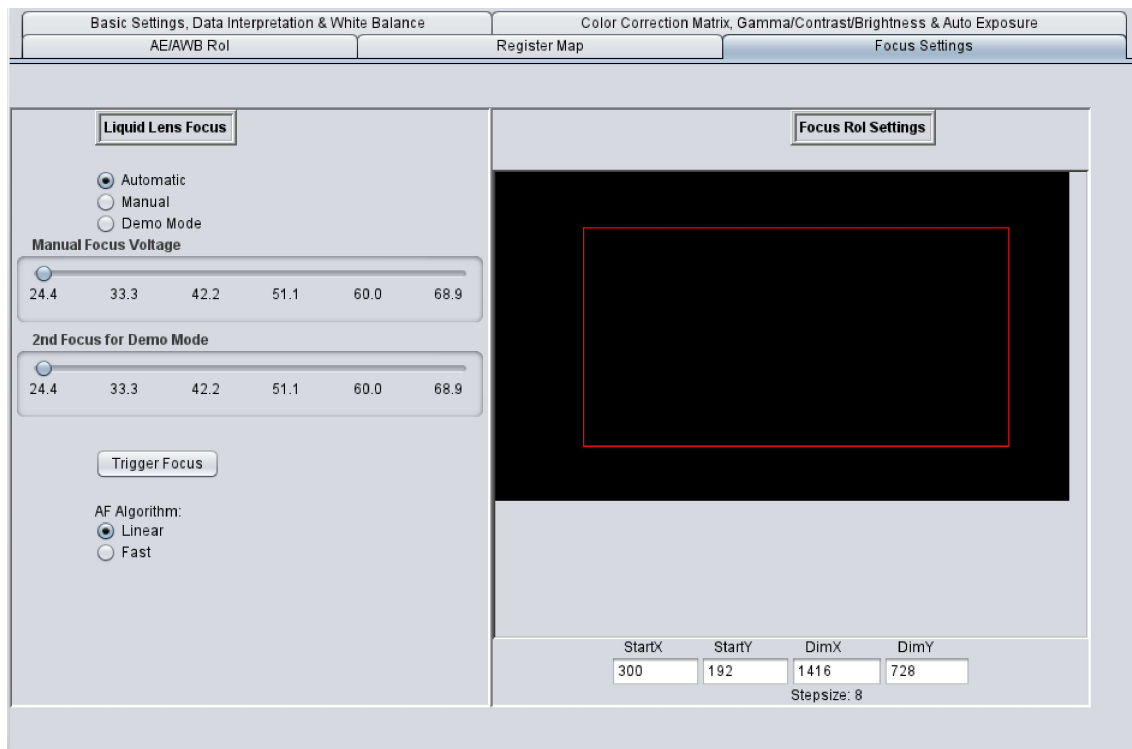 Basic Settings, Data Interpretation & White Balance
Color Correction Matrix, Gamma/Contrast/Brightness & Auto Exposure
AE/AWB RoI
Register Map
Focus Settings
Liquid Lens Focus
Automatic
Manual
Demo Mode
Manual Focus Voltage
24.4 33.3 42.2 51.1 60.0 68.9
2nd Focus for Demo Mode
24.4 33.3 42.2 51.1 60.0 68.9
Trigger Focus
AF Algorithm:
Linear
Fast
Focus RoI Settings
StartX StartY DimX DimY
300 192 1416 728
Stepsize: 8